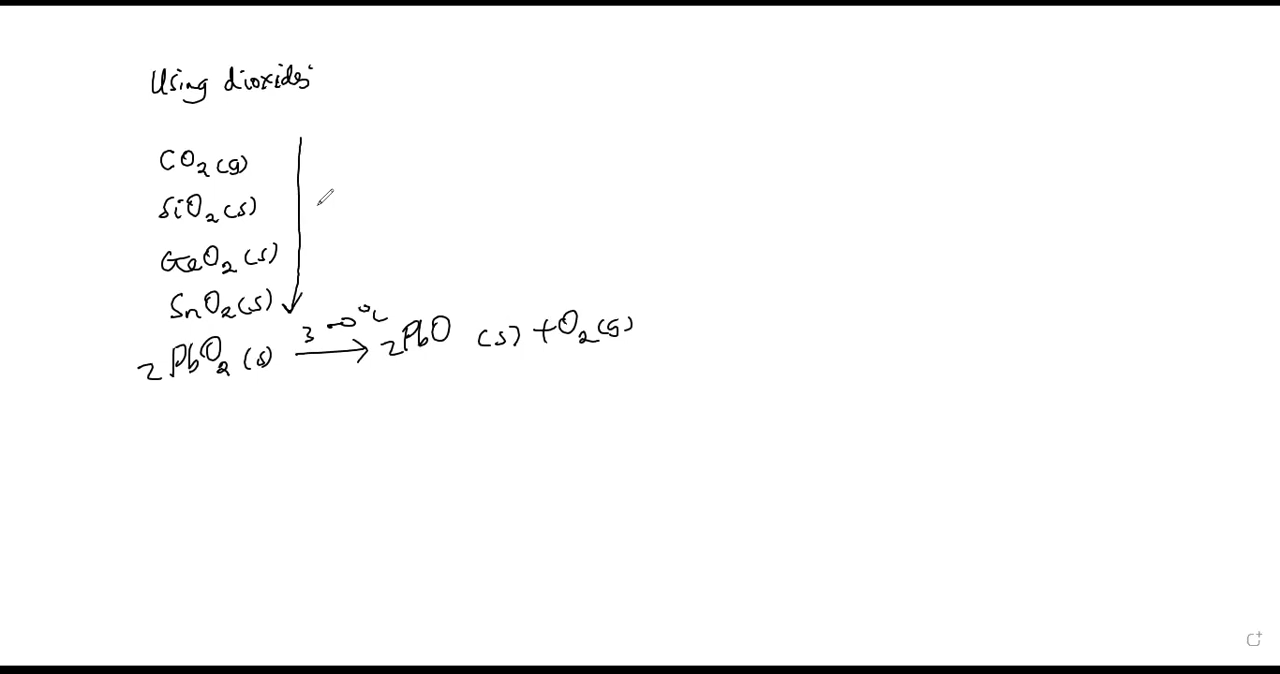 Using dioxides
CO₂(g)
SiO₂(s)
GeO₂(s)
SnO₂(s)
2PbO₂(s) 300°C → 2PbO (s) + O₂(g)